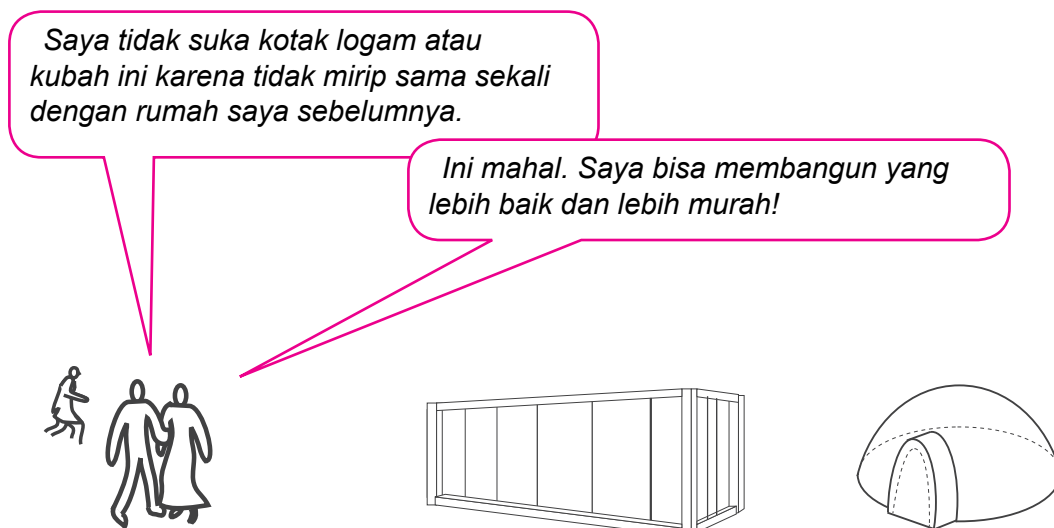 Saya tidak suka kotak logam atau
kubah ini karena tidak mirip sama sekali
dengan rumah saya sebelumnya.
Ini mahal. Saya bisa membangun yang
lebih baik dan lebih murah!